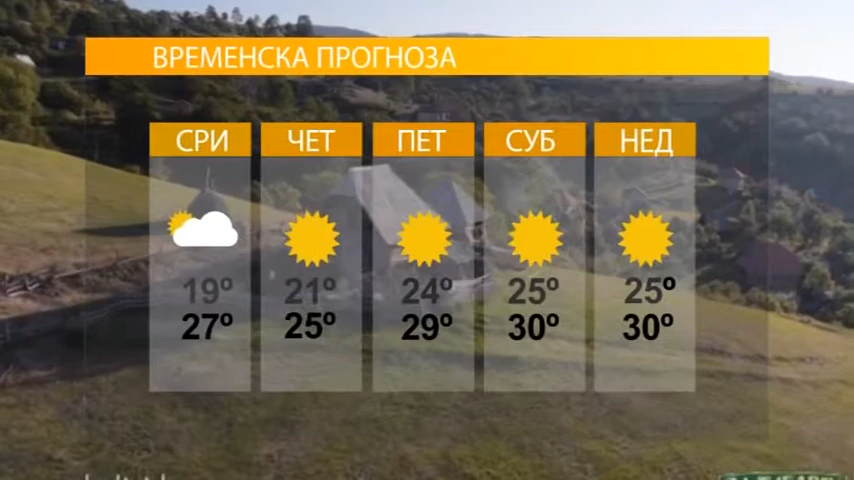 ВРЕМЕНСКА ПРОГНОЗА
СРИ ЧЕТ ПЕТ СУБ НЕД
19º 21º 24º 25º 25º
27º 25º 29º 30º 30º